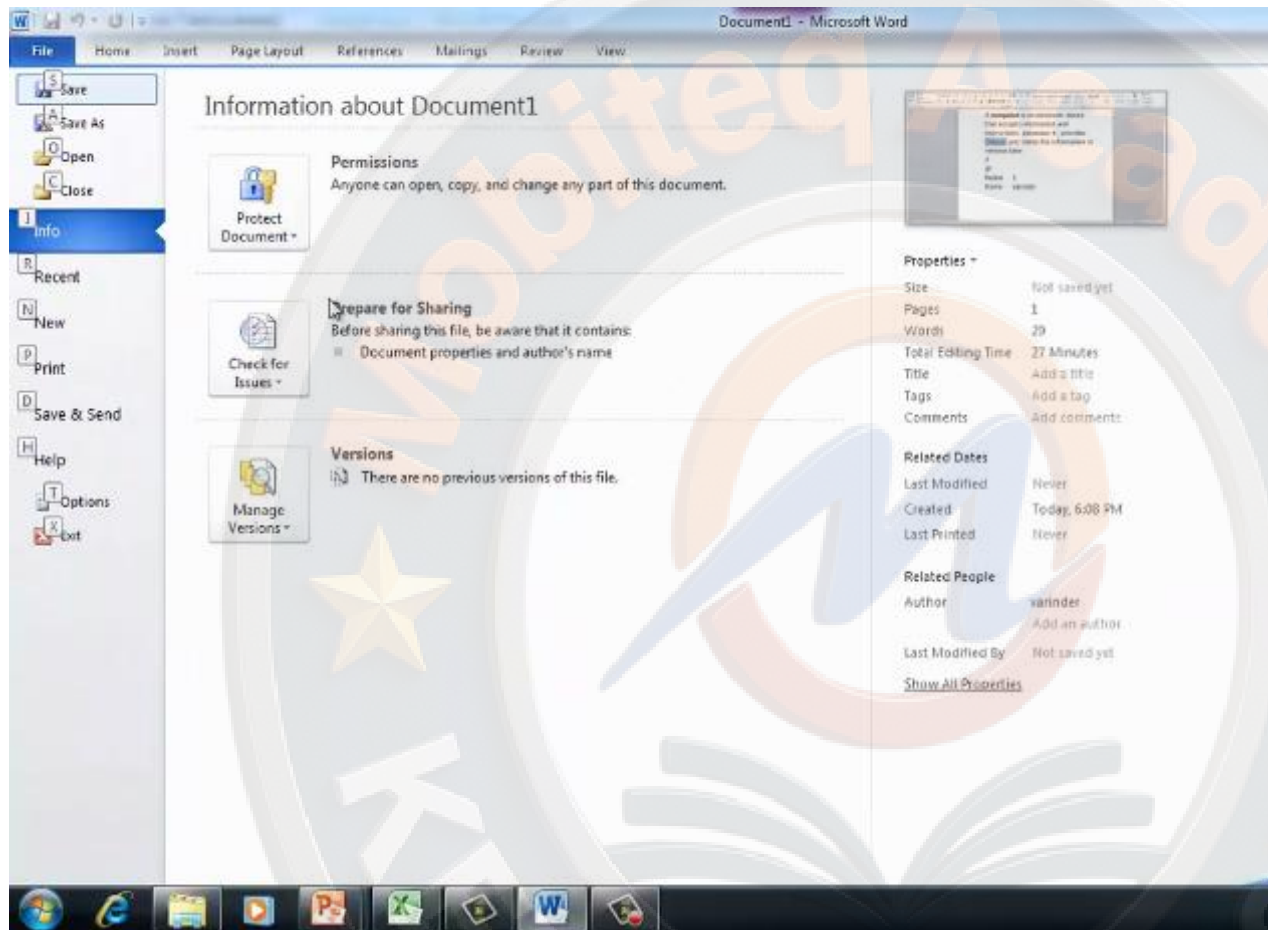 Document1 - Microsoft Word
File Home Insert Page Layout References Mailings Review View
S Save
A Save As
O Open
C Close
I Info
R Recent
N New
P Print
D Save & Send
H Help
T Options
X Exit
Information about Document1
Protect Document
Permissions
Anyone can open, copy, and change any part of this document.
Check for Issues
Prepare for Sharing
Before sharing this file, be aware that it contains:
Document properties and author's name
Manage Versions
Versions
There are no previous versions of this file.
Properties
Size Not saved yet
Pages 1
Words 29
Total Editing Time 27 Minutes
Title Add a title
Tags Add a tag
Comments Add comments
Related Dates
Last Modified Never
Created Today, 6:08 PM
Last Printed Never
Related People
Author varinder
Add an author
Last Modified By Not saved yet
Show All Properties
Mobiteq Acad